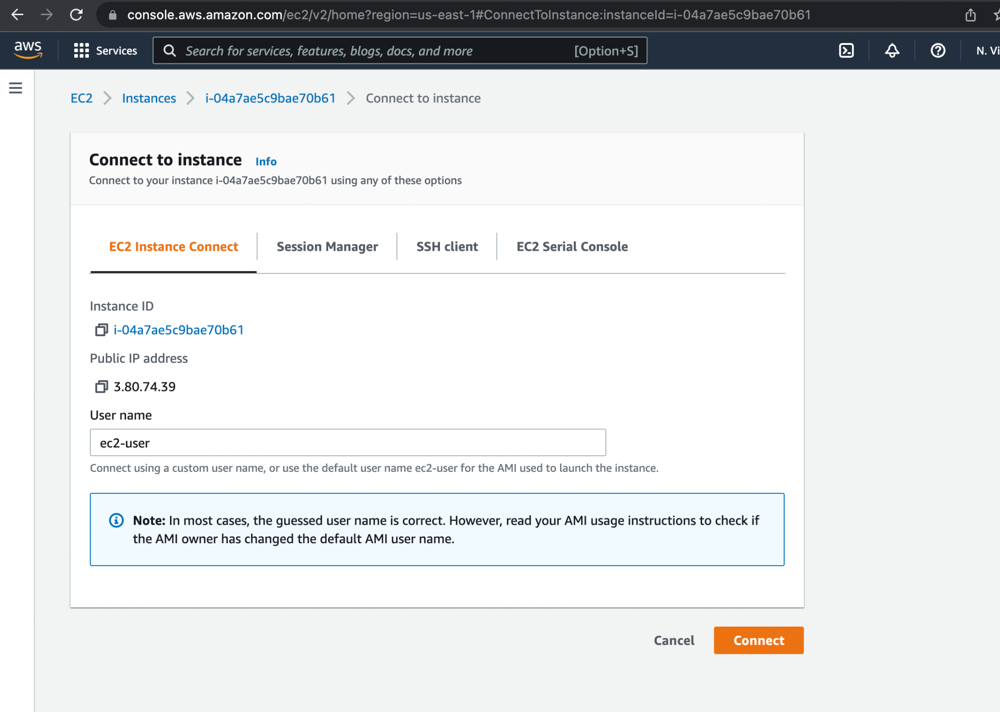 console.aws.amazon.com/ec2/v2/home?region=us-east-1#ConnectToInstance:instanceId=i-04a7ae5c9bae70b61
aws Services Search for services, features, blogs, docs, and more [Option+S] N. Vi
EC2 Instances i-04a7ae5c9bae70b61 Connect to instance
Connect to instance Info
Connect to your instance i-04a7ae5c9bae70b61 using any of these options
EC2 Instance Connect Session Manager SSH client EC2 Serial Console
Instance ID
i-04a7ae5c9bae70b61
Public IP address
3.80.74.39
User name
ec2-user
Connect using a custom user name, or use the default user name ec2-user for the AMI used to launch the instance.
Note: In most cases, the guessed user name is correct. However, read your AMI usage instructions to check if
the AMI owner has changed the default AMI user name.
Cancel Connect